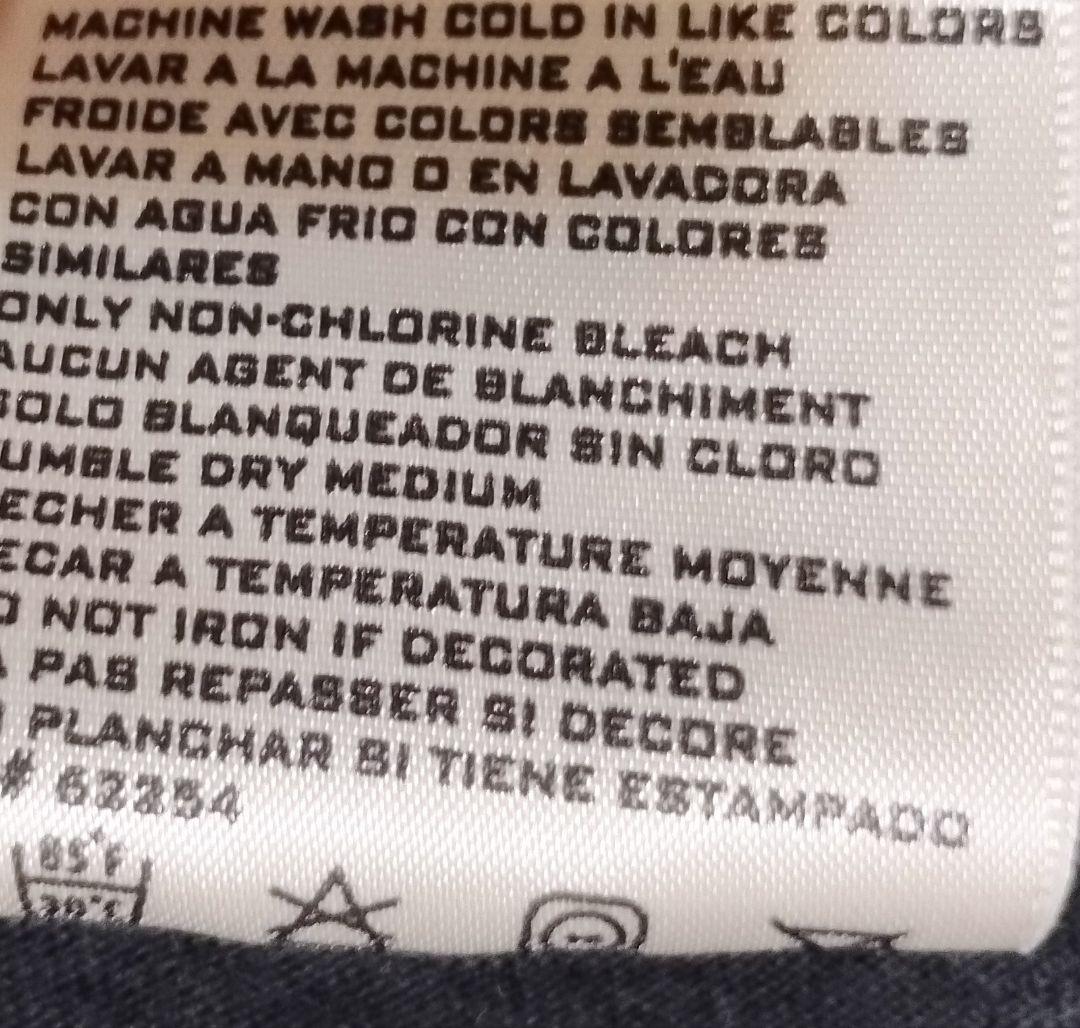 MACHINE WASH COLD IN LIKE COLORS
LAVAR A LA MACHINE A L'EAU
FROIDE AVEC COLORS SEMBLABLES
LAVAR A MANO O EN LAVADORA
CON AGUA FRIO CON COLORES
SIMILARES
ONLY NON-CHLORINE BLEACH
AUCUN AGENT DE BLANCHIMENT
SOLO BLANQUEADOR SIN CLORO
UMBLE DRY MEDIUM
ECHER A TEMPERATURE MOYENNE
ECAR A TEMPERATURA BAJA
O NOT IRON IF DECORATED
PAS REPASSER SI DECORE
PLANCHAR SI TIENE ESTAMPADO
# 62254
85°F
30°C